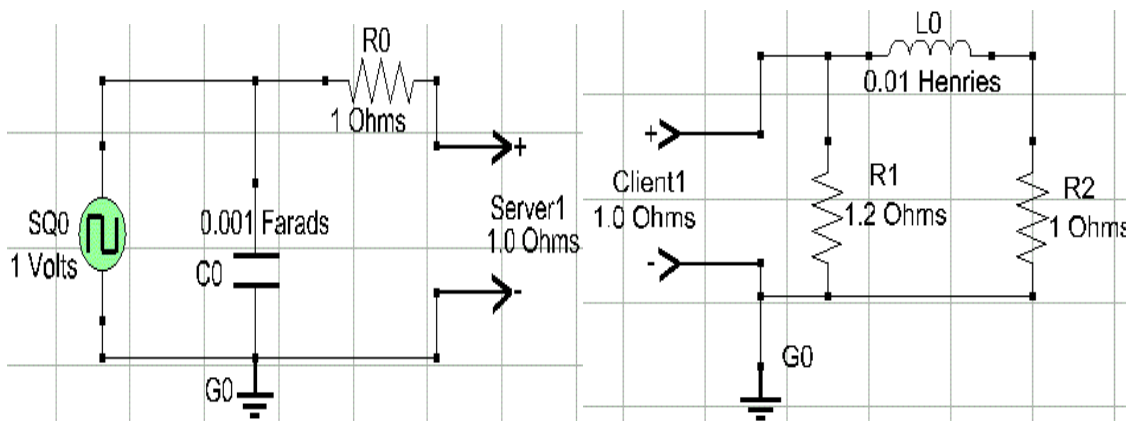 R0
1 Ohms
+
SQ0
1 Volts
0.001 Farads
C0
Server1
1.0 Ohms
-
G0
L0
0.01 Henries
+
Client1
1.0 Ohms
R1
1.2 Ohms
R2
1 Ohms
-
G0